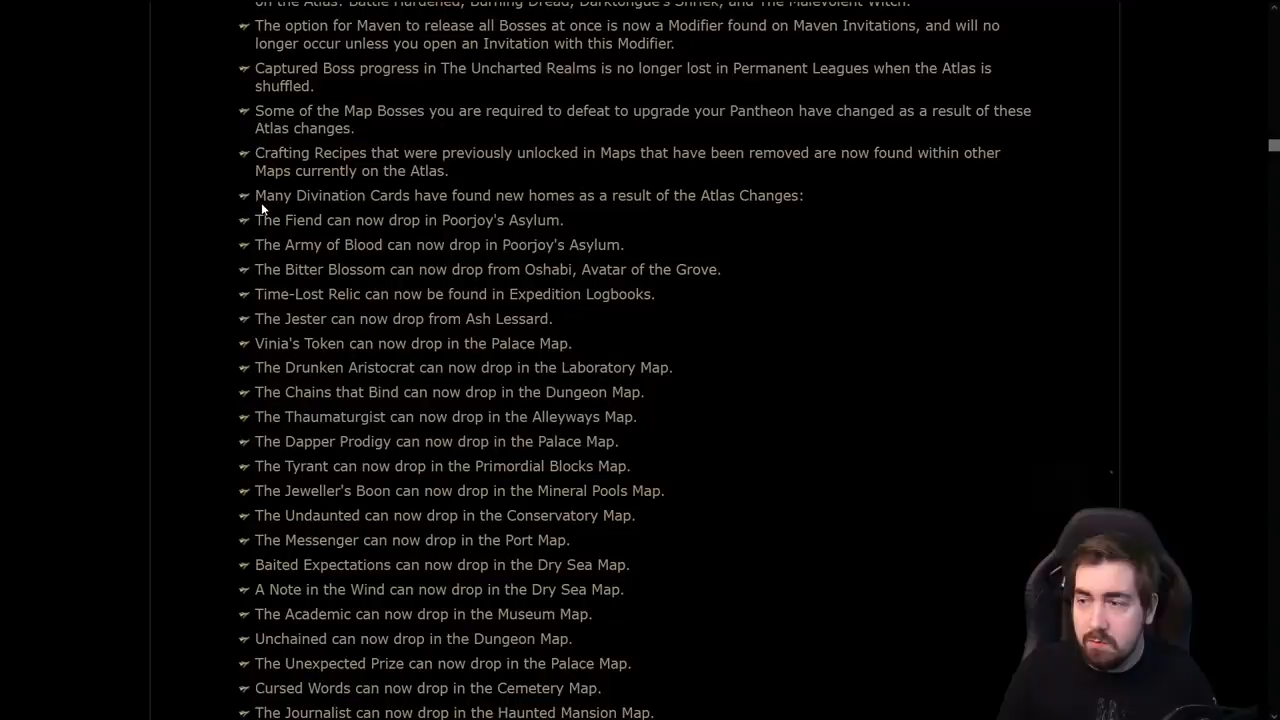 on the Atlas: Battle Hardened, Burning Dread, Darktongue's Shriek, and The Malevolent Witch.
The option for Maven to release all Bosses at once is now a Modifier found on Maven Invitations, and will no
longer occur unless you open an Invitation with this Modifier.
Captured Boss progress in The Uncharted Realms is no longer lost in Permanent Leagues when the Atlas is
shuffled.
Some of the Map Bosses you are required to defeat to upgrade your Pantheon have changed as a result of these
Atlas changes.
Crafting Recipes that were previously unlocked in Maps that have been removed are now found within other
Maps currently on the Atlas.
Many Divination Cards have found new homes as a result of the Atlas Changes:
The Fiend can now drop in Poorjoy's Asylum.
The Army of Blood can now drop in Poorjoy's Asylum.
The Bitter Blossom can now drop from Oshabi, Avatar of the Grove.
Time-Lost Relic can now be found in Expedition Logbooks.
The Jester can now drop from Ash Lessard.
Vinia's Token can now drop in the Palace Map.
The Drunken Aristocrat can now drop in the Laboratory Map.
The Chains that Bind can now drop in the Dungeon Map.
The Thaumaturgist can now drop in the Alleyways Map.
The Dapper Prodigy can now drop in the Palace Map.
The Tyrant can now drop in the Primordial Blocks Map.
The Jeweller's Boon can now drop in the Mineral Pools Map.
The Undaunted can now drop in the Conservatory Map.
The Messenger can now drop in the Port Map.
Baited Expectations can now drop in the Dry Sea Map.
A Note in the Wind can now drop in the Dry Sea Map.
The Academic can now drop in the Museum Map.
Unchained can now drop in the Dungeon Map.
The Unexpected Prize can now drop in the Palace Map.
Cursed Words can now drop in the Cemetery Map.
The Journalist can now drop in the Haunted Mansion Map.